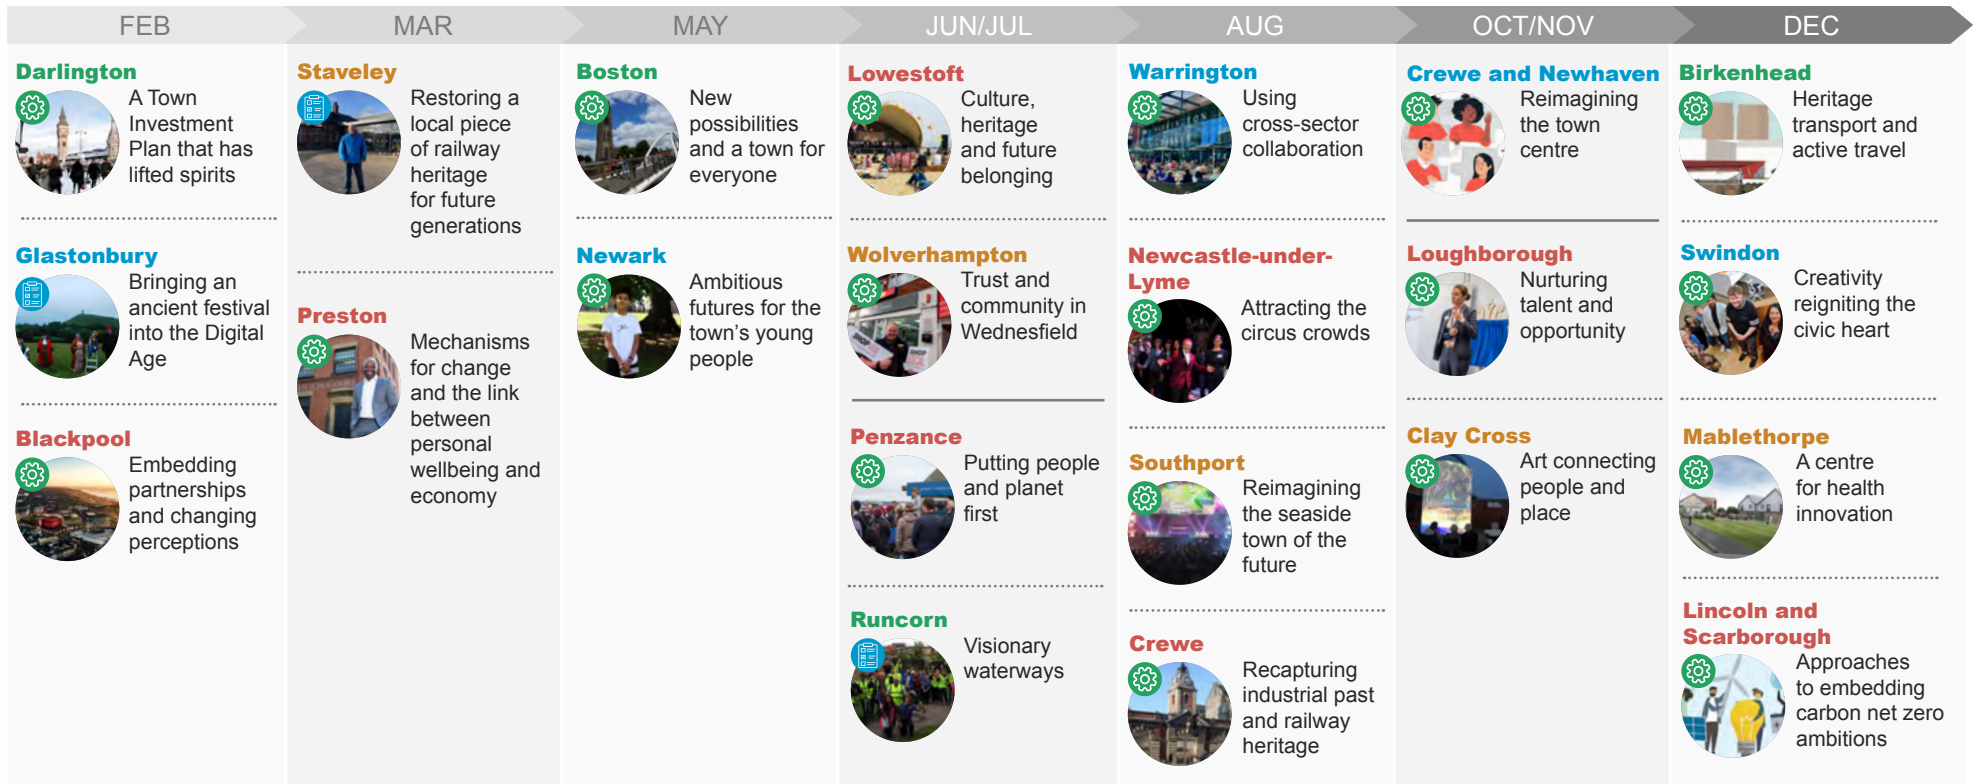 FEB
MAR
MAY
JUN/JUL
AUG
OCT/NOV
DEC
Darlington
A Town
Investment
Plan that has
lifted spirits
Glastonbury
Bringing an
ancient festival
into the Digital
Age
Blackpool
Embedding
partnerships
and changing
perceptions
Staveley
Restoring a
local piece
of railway
heritage
for future
generations
Preston
Mechanisms
for change
and the link
between
personal
wellbeing and
economy
Boston
New
possibilities
and a town for
everyone
Newark
Ambitious
futures for the
town's young
people
Lowestoft
Culture,
heritage
and future
belonging
Wolverhampton
Trust and
community in
Wednesfield
Penzance
Putting people
and planet
first
Runcorn
Visionary
waterways
Warrington
Using
cross-sector
collaboration
Newcastle-under-
Lyme
Attracting the
circus crowds
Southport
Reimagining
the seaside
town of the
future
Crewe
Recapturing
industrial past
and railway
heritage
Crewe and Newhaven
Reimagining
the town
centre
Loughborough
Nurturing
talent and
opportunity
Clay Cross
Art connecting
people and
place
Birkenhead
Heritage
transport and
active travel
Swindon
Creativity
reigniting the
civic heart
Mablethorpe
A centre
for health
innovation
Lincoln and
Scarborough
Approaches
to embedding
carbon net zero
ambitions